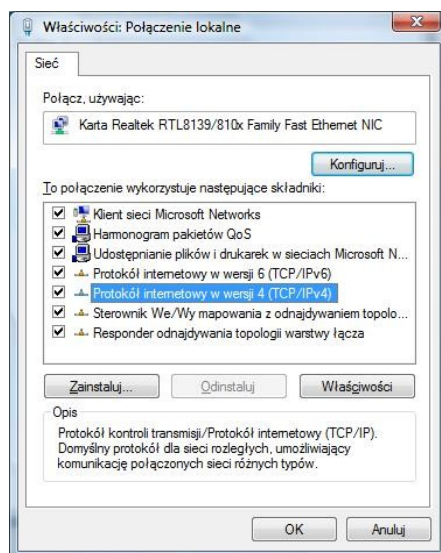 Właściwości: Połączenie lokalne
Sieć
Połącz, używając:
Karta Realtek RTL8139/810x Family Fast Ethernet NIC
Konfiguruj...
To połączenie wykorzystuje następujące składniki:
Klient sieci Microsoft Networks
Harmonogram pakietów QoS
Udostępnianie plików i drukarek w sieciach Microsoft N...
Protokół internetowy w wersji 6 (TCP/IPv6)
Protokół internetowy w wersji 4 (TCP/IPv4)
Sterownik We/Wy mapowania z odnajdywaniem topolo...
Responder odnajdywania topologii warstwy łącza
Zainstaluj...
Odinstaluj
Właściwości
Opis
Protokół kontroli transmisji/Protokół internetowy (TCP/IP).
Domyślny protokół dla sieci rozległych, umożliwiający
komunikację połączonych sieci różnych typów.
OK
Anuluj